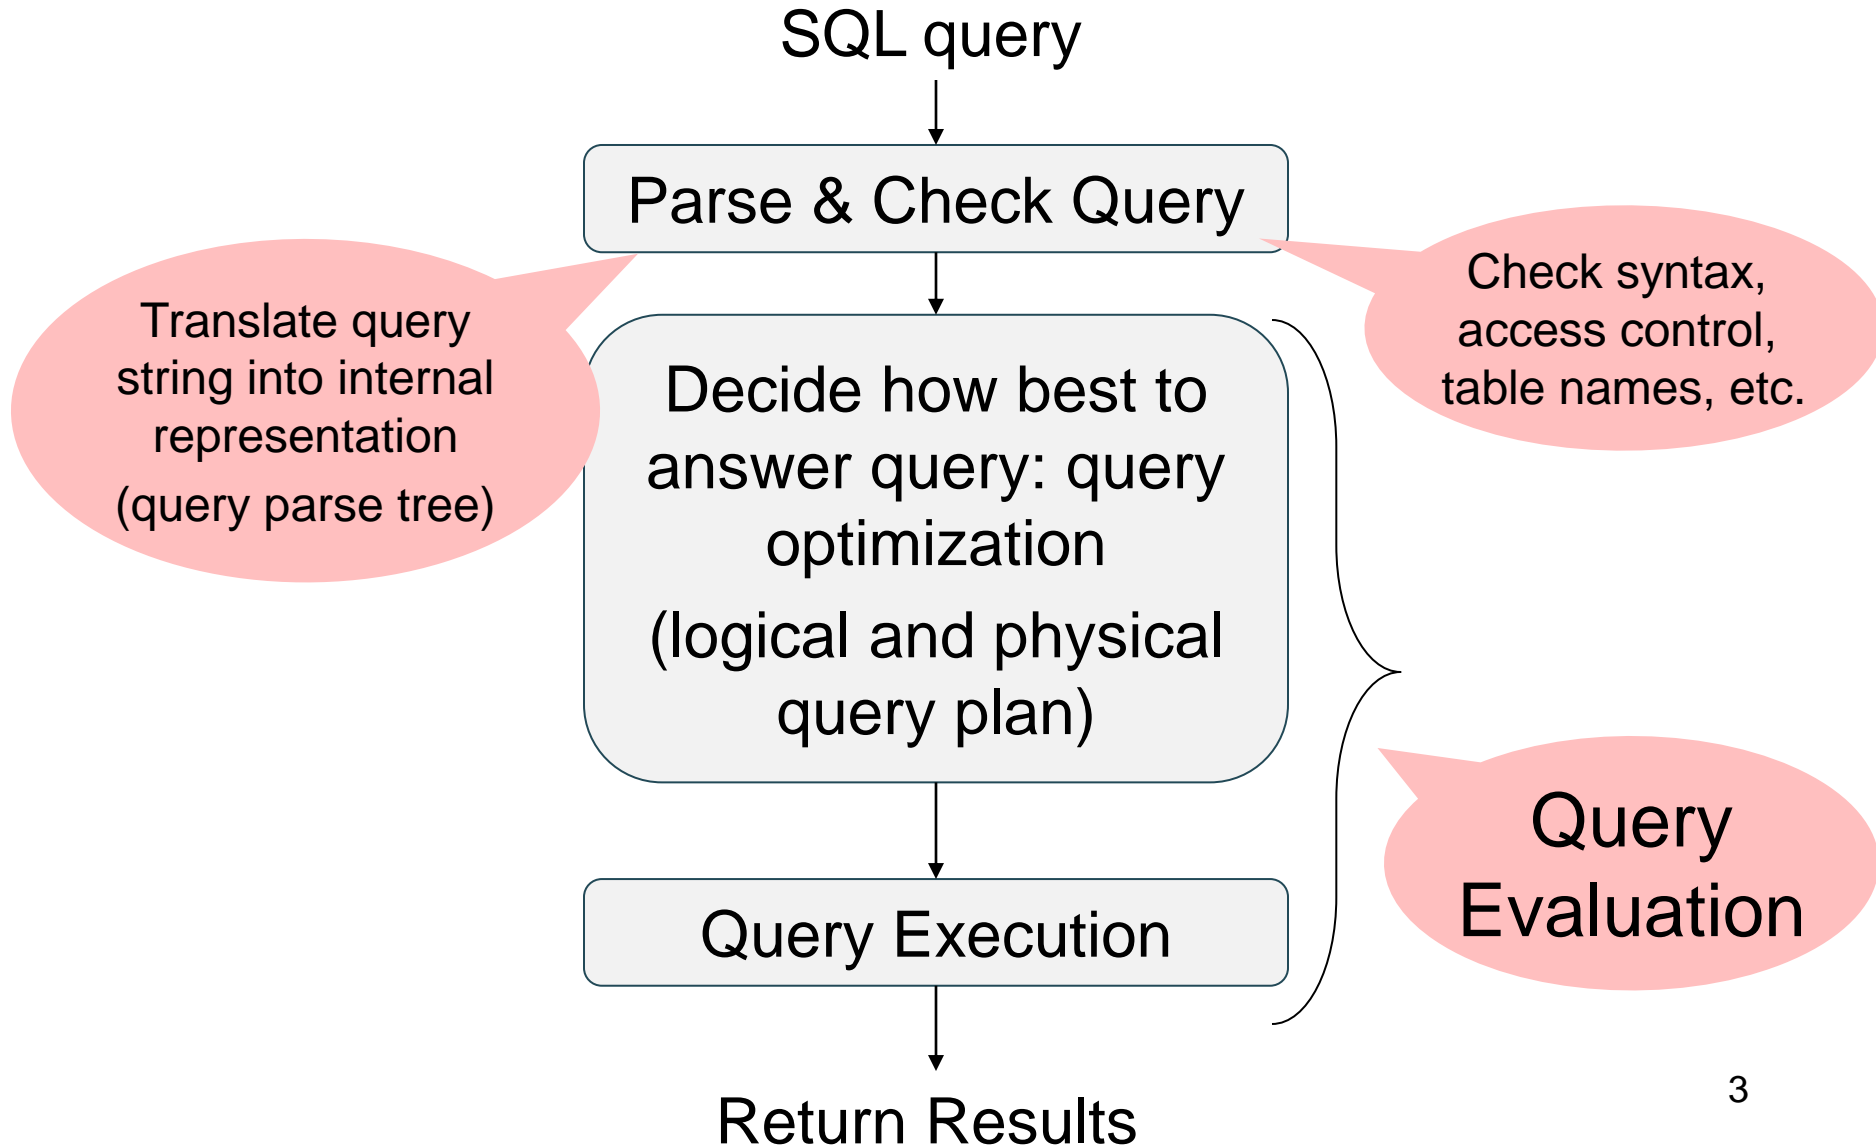 SQL query
Parse & Check Query
Translate query
string into internal
representation
(query parse tree)
Check syntax,
access control,
table names, etc.
Decide how best to
answer query: query
optimization
(logical and physical
query plan)
Query
Evaluation
Query Execution
Return Results
3